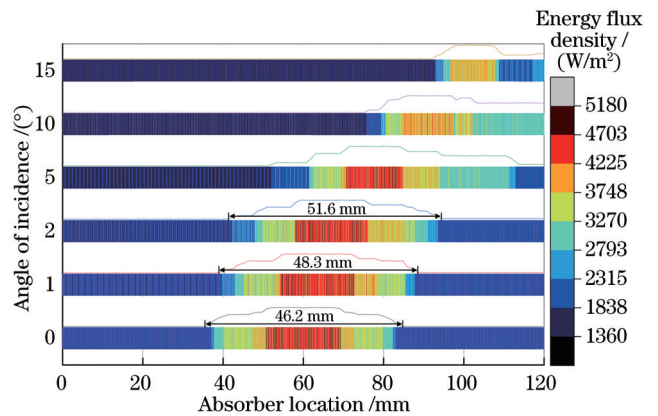 Energy flux
density /
(W/m²)
5180
4703
4225
3748
3270
2793
2315
1838
1360
Angle of incidence /(°)
15
10
5
2
1
0
51.6 mm
48.3 mm
46.2 mm
0 20 40 60 80 100 120
Absorber location /mm